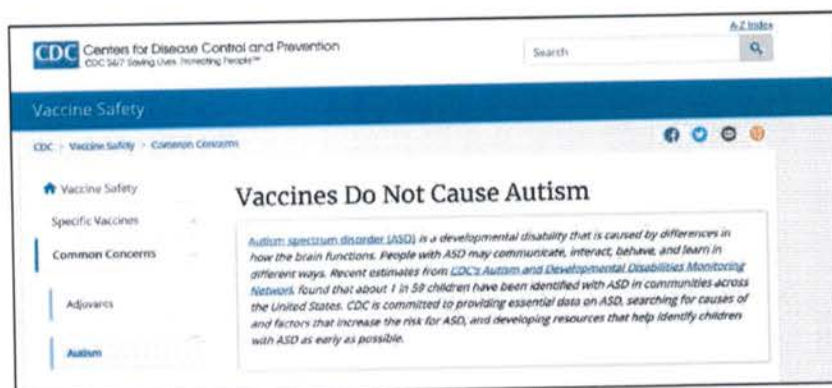 A-Z Index
CDC Centers for Disease Control and Prevention
CDC 24/7 Saving Lives. Protecting People™
Search
Vaccine Safety
CDC > Vaccine Safety > Common Concerns
Vaccine Safety
Specific Vaccines
Common Concerns
Adjuvants
Autism
Vaccines Do Not Cause Autism
Autism spectrum disorder (ASD) is a developmental disability that is caused by differences in
how the brain functions. People with ASD may communicate, interact, behave, and learn in
different ways. Recent estimates from CDC's Autism and Developmental Disabilities Monitoring
Network found that about 1 in 59 children have been identified with ASD in communities across
the United States. CDC is committed to providing essential data on ASD, searching for causes of
and factors that increase the risk for ASD, and developing resources that help identify children
with ASD as early as possible.